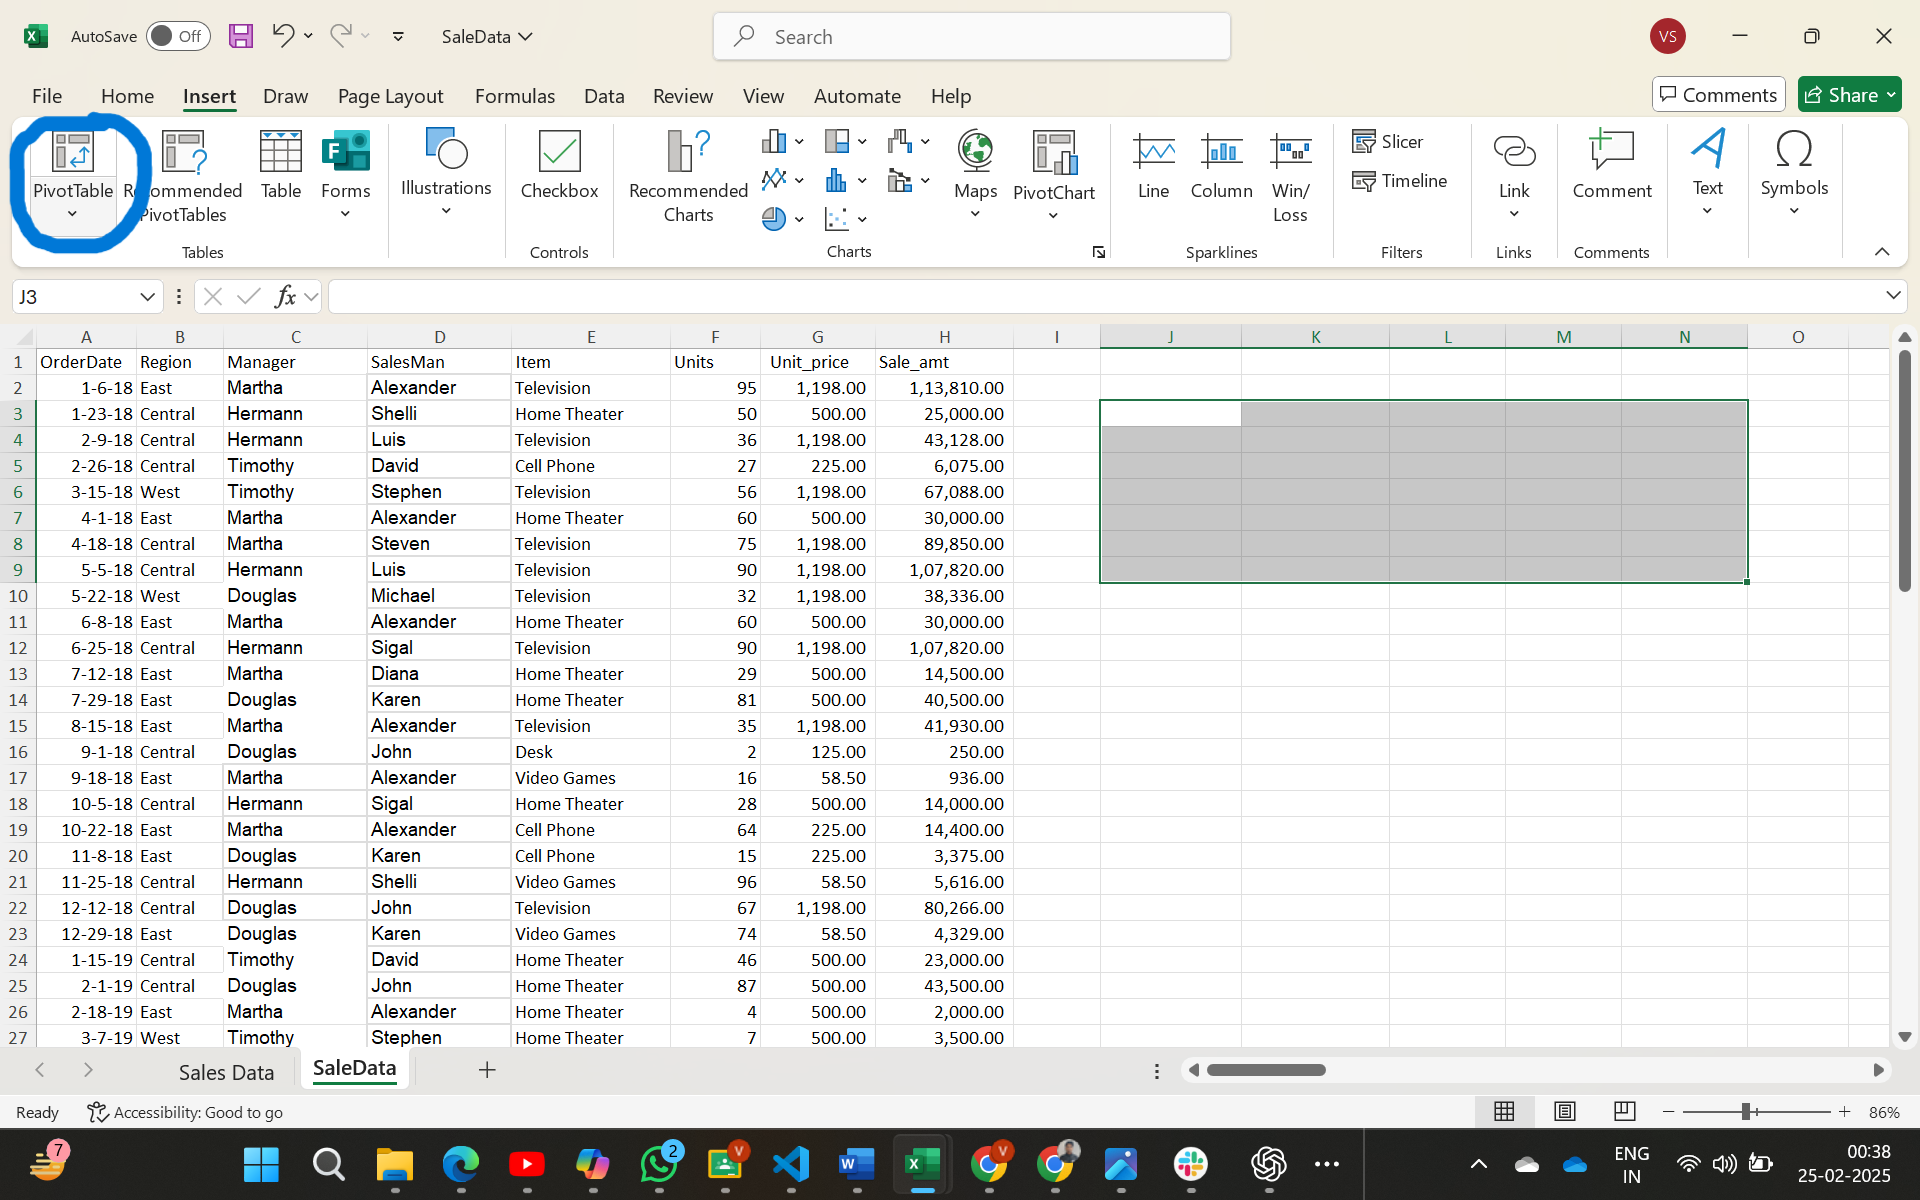 AutoSave Off SaleData Search VS
File Home Insert Draw Page Layout Formulas Data Review View Automate Help Comments Share
PivotTable Recommended PivotTables Table Forms Illustrations Checkbox Recommended Charts Maps PivotChart Line Column Win/Loss Slicer Timeline Link Comment Text Symbols
Tables Controls Charts Sparklines Filters Links Comments
J3 fx
A B C D E F G H I J K L M N O
1 OrderDate Region Manager SalesMan Item Units Unit_price Sale_amt
2 1-6-18 East Martha Alexander Television 95 1,198.00 1,13,810.00
3 1-23-18 Central Hermann Shelli Home Theater 50 500.00 25,000.00
4 2-9-18 Central Hermann Luis Television 36 1,198.00 43,128.00
5 2-26-18 Central Timothy David Cell Phone 27 225.00 6,075.00
6 3-15-18 West Timothy Stephen Television 56 1,198.00 67,088.00
7 4-1-18 East Martha Alexander Home Theater 60 500.00 30,000.00
8 4-18-18 Central Martha Steven Television 75 1,198.00 89,850.00
9 5-5-18 Central Hermann Luis Television 90 1,198.00 1,07,820.00
10 5-22-18 West Douglas Michael Television 32 1,198.00 38,336.00
11 6-8-18 East Martha Alexander Home Theater 60 500.00 30,000.00
12 6-25-18 Central Hermann Sigal Television 90 1,198.00 1,07,820.00
13 7-12-18 East Martha Diana Home Theater 29 500.00 14,500.00
14 7-29-18 East Douglas Karen Home Theater 81 500.00 40,500.00
15 8-15-18 East Martha Alexander Television 35 1,198.00 41,930.00
16 9-1-18 Central Douglas John Desk 2 125.00 250.00
17 9-18-18 East Martha Alexander Video Games 16 58.50 936.00
18 10-5-18 Central Hermann Sigal Home Theater 28 500.00 14,000.00
19 10-22-18 East Martha Alexander Cell Phone 64 225.00 14,400.00
20 11-8-18 East Douglas Karen Cell Phone 15 225.00 3,375.00
21 11-25-18 Central Hermann Shelli Video Games 96 58.50 5,616.00
22 12-12-18 Central Douglas John Television 67 1,198.00 80,266.00
23 12-29-18 East Douglas Karen Video Games 74 58.50 4,329.00
24 1-15-19 Central Timothy David Home Theater 46 500.00 23,000.00
25 2-1-19 Central Douglas John Home Theater 87 500.00 43,500.00
26 2-18-19 East Martha Alexander Home Theater 4 500.00 2,000.00
27 3-7-19 West Timothy Stephen Home Theater 7 500.00 3,500.00
Sales Data SaleData
Ready Accessibility: Good to go 86%
7 2 V V ENG IN 00:38
25-02-2025